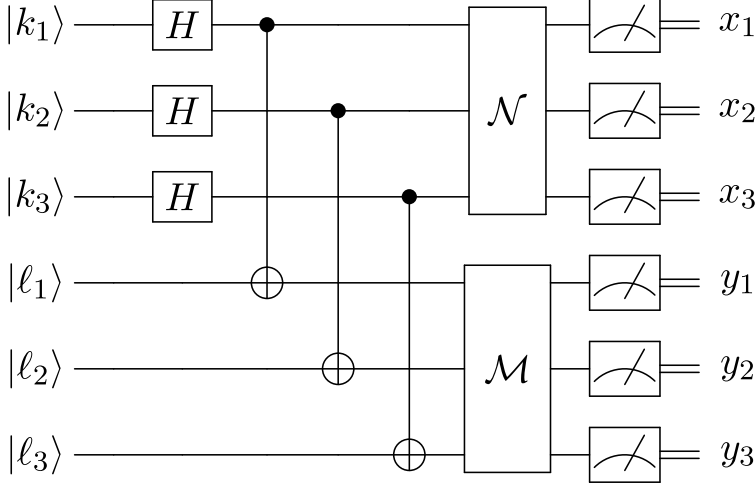 |k₁⟩ H x₁
|k₂⟩ H 𝒩 x₂
|k₃⟩ H x₃
|ℓ₁⟩ y₁
|ℓ₂⟩ ℳ y₂
|ℓ₃⟩ y₃